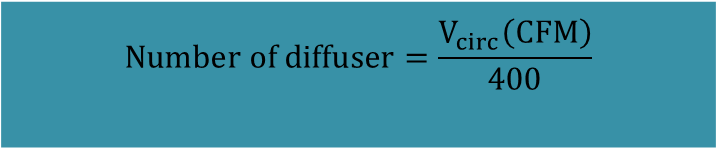 Number of diffuser = V_circ(CFM) / 400